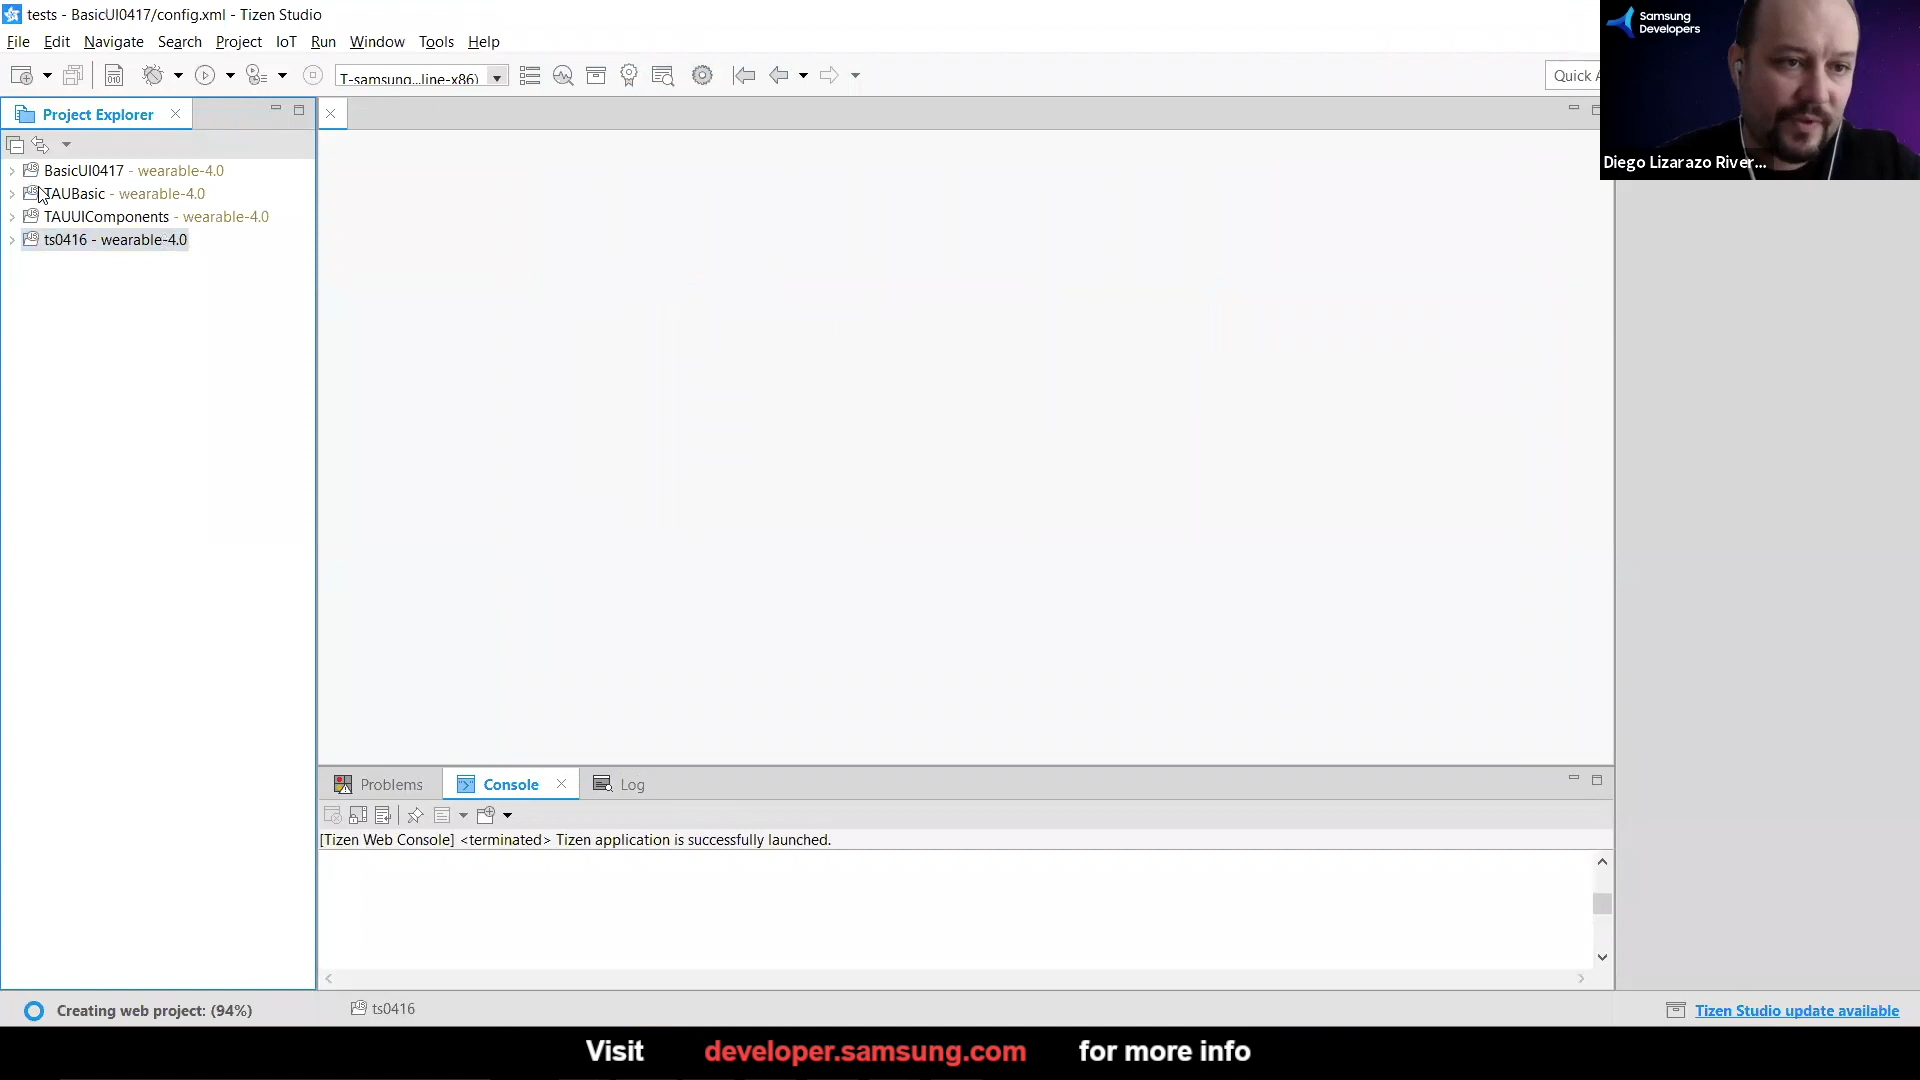 tests - BasicUI0417/config.xml - Tizen Studio
File Edit Navigate Search Project IoT Run Window Tools Help
T-samsung...line-x86)
Quick A
Samsung
Developers
Diego Lizarazo River...
Project Explorer
BasicUI0417 - wearable-4.0
TAUBasic - wearable-4.0
TAUUIComponents - wearable-4.0
ts0416 - wearable-4.0
Problems Console Log
[Tizen Web Console] <terminated> Tizen application is successfully launched.
Creating web project: (94%)
ts0416
Tizen Studio update available
Visit developer.samsung.com for more info